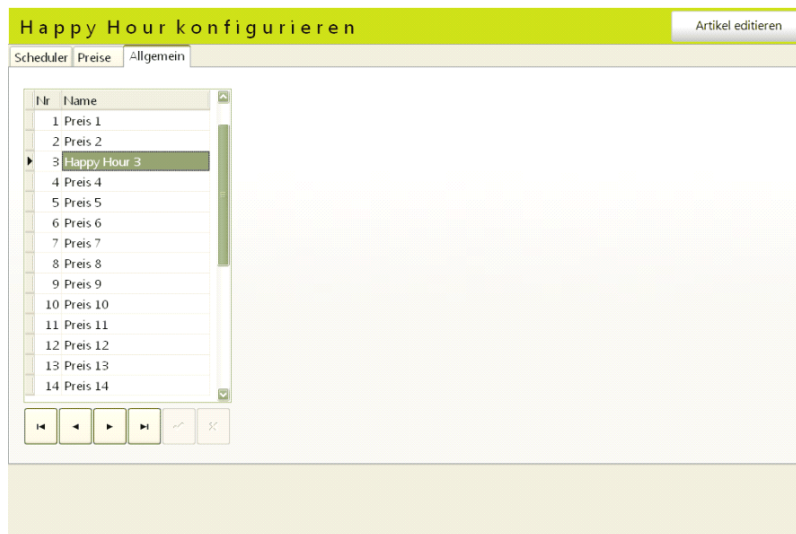 Happy Hour konfigurieren
Artikel editieren
Scheduler Preise Allgemein
Nr Name
1 Preis 1
2 Preis 2
3 Happy Hour 3
4 Preis 4
5 Preis 5
6 Preis 6
7 Preis 7
8 Preis 8
9 Preis 9
10 Preis 10
11 Preis 11
12 Preis 12
13 Preis 13
14 Preis 14